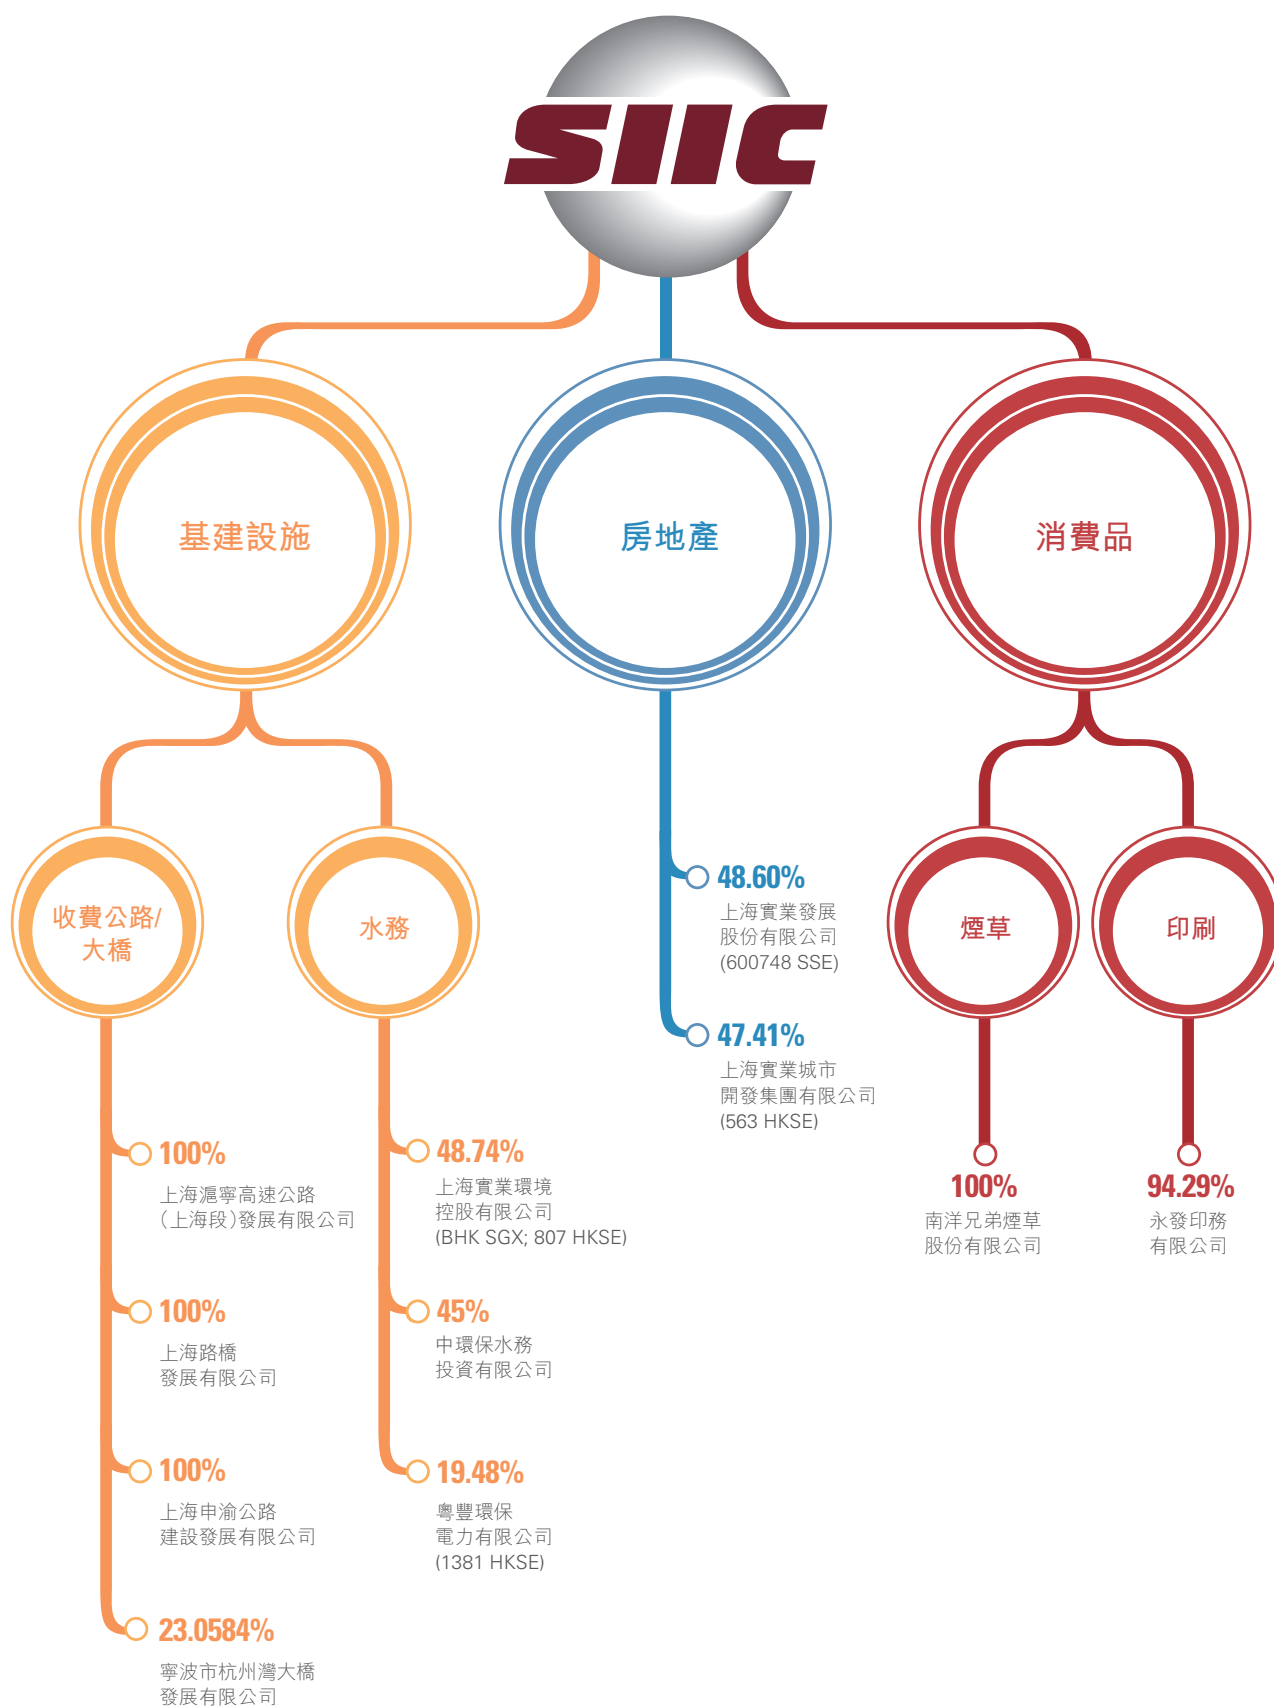 SIIC
基建設施
房地產
消費品
收費公路/
大橋
水務
煙草
印刷
100%
上海滬寧高速公路
(上海段)發展有限公司
100%
上海路橋
發展有限公司
100%
上海申渝公路
建設發展有限公司
23.0584%
寧波市杭州灣大橋
發展有限公司
48.74%
上海實業環境
控股有限公司
(BHK SGX; 807 HKSE)
45%
中環保水務
投資有限公司
19.48%
粵豐環保
電力有限公司
(1381 HKSE)
48.60%
上海實業發展
股份有限公司
(600748 SSE)
47.41%
上海實業城市
開發集團有限公司
(563 HKSE)
100%
南洋兄弟煙草
股份有限公司
94.29%
永發印務
有限公司